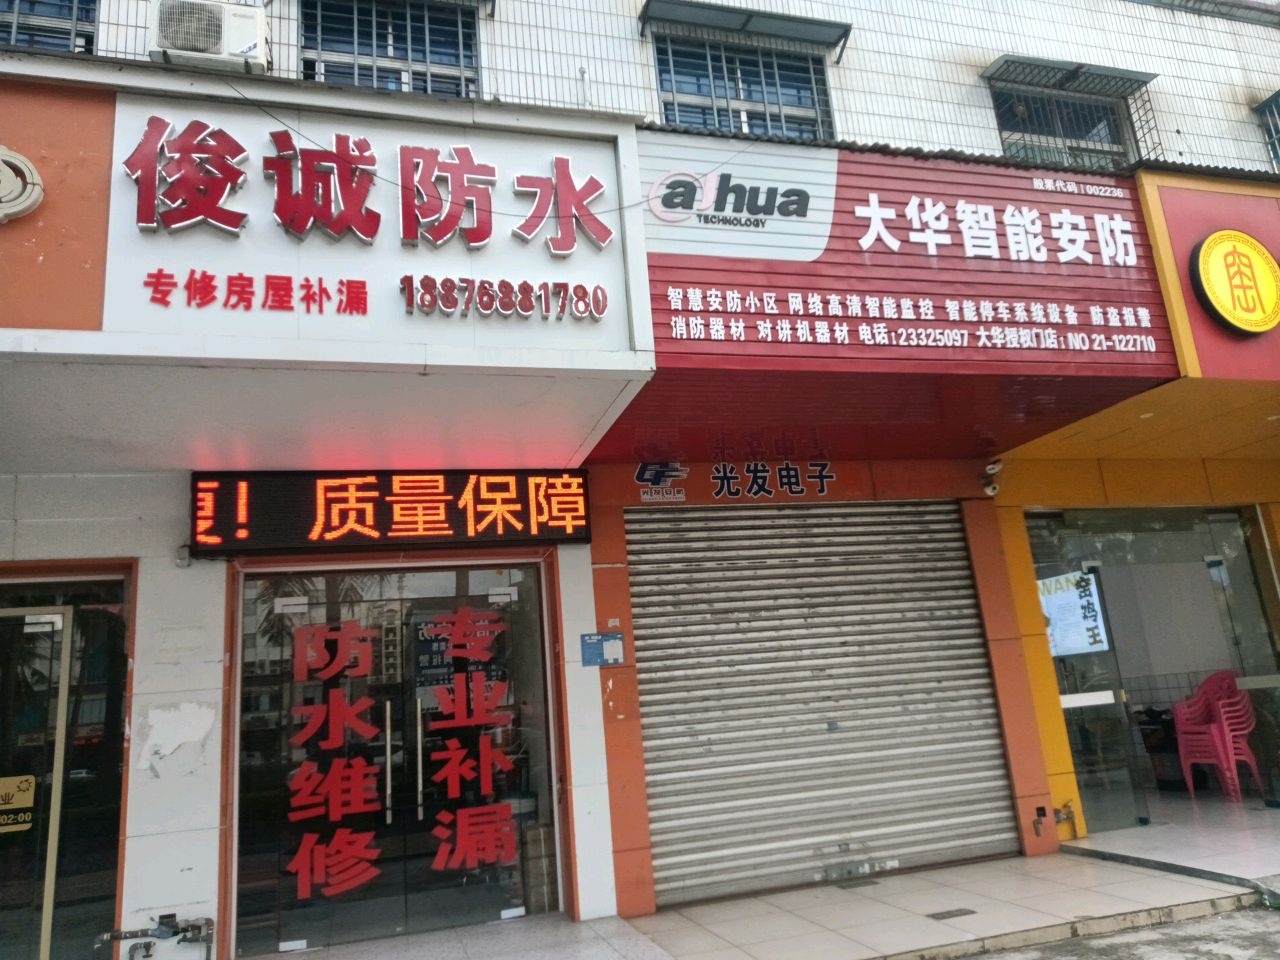 俊诚防水
专修房屋补漏 18876881780
alhua
TECHNOLOGY
股票代码 | 002236
大华智能安防
智慧安防小区 网络高清智能监控 智能停车系统设备 防盗报警
消防器材 对讲机器材 电话:23325097 大华授权门店:NO 21-122710
质量保障
光发电子
专业补漏
防水维修
窑鸡王
业
02:00